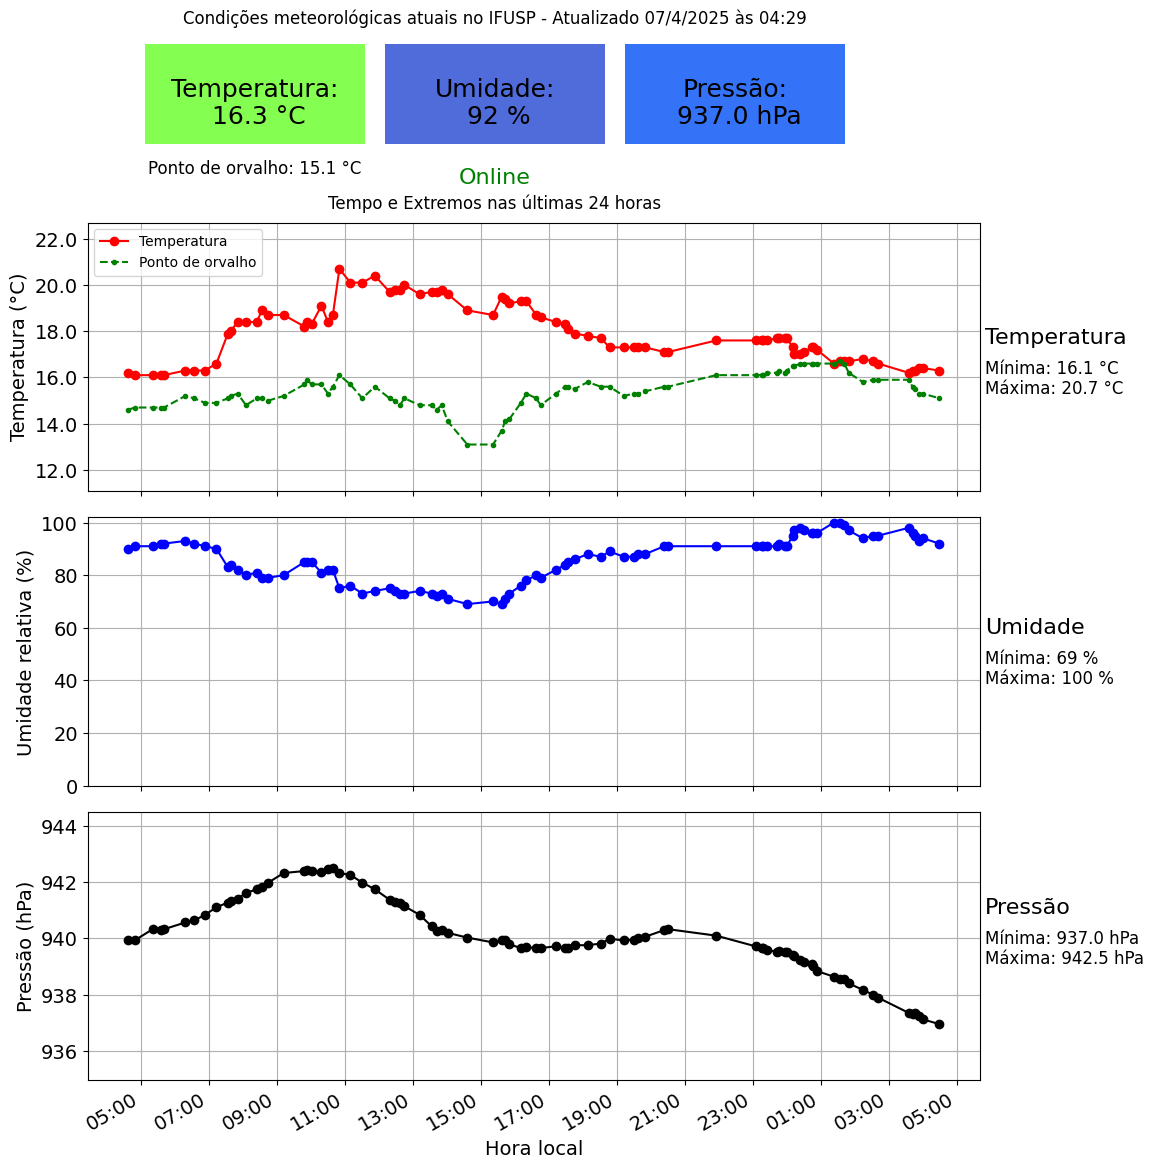 Condições meteorológicas atuais no IFUSP - Atualizado 07/4/2025 às 04:29
Temperatura:
16.3 °C
Umidade:
92 %
Pressão:
937.0 hPa
Ponto de orvalho: 15.1 °C
Online
Tempo e Extremos nas últimas 24 horas
Temperatura
Ponto de orvalho
Temperatura (°C)
22.0
20.0
18.0
16.0
14.0
12.0
Temperatura
Mínima: 16.1 °C
Máxima: 20.7 °C
Umidade relativa (%)
100
80
60
40
20
0
Umidade
Mínima: 69 %
Máxima: 100 %
Pressão (hPa)
944
942
940
938
936
Pressão
Mínima: 937.0 hPa
Máxima: 942.5 hPa
05:00 07:00 09:00 11:00 13:00 15:00 17:00 19:00 21:00 23:00 01:00 03:00 05:00
Hora local